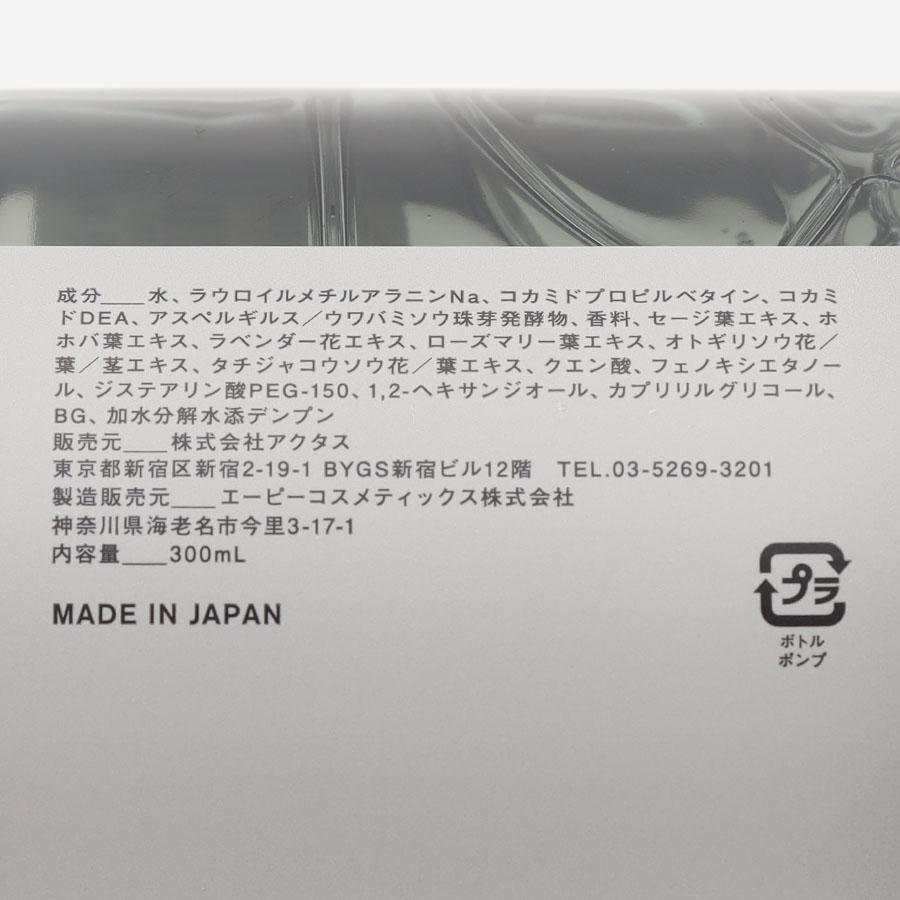 成分____水、ラウロイルメチルアラニンNa、コカミドプロピルベタイン、コカミ
ドDEA、アスペルギルス／ウワバミソウ珠芽発酵物、香料、セージ葉エキス、ホ
ホバ葉エキス、ラベンダー花エキス、ローズマリー葉エキス、オトギリソウ花／
葉／茎エキス、タチジャコウソウ花／葉エキス、クエン酸、フェノキシエタノー
ル、ジステアリン酸PEG-150、1,2-ヘキサンジオール、カプリリルグリコール、
BG、加水分解水添デンプン
販売元____株式会社アクタス
東京都新宿区新宿2-19-1 BYGS新宿ビル12階　TEL.03-5269-3201
製造販売元____エーピーコスメティックス株式会社
神奈川県海老名市今里3-17-1
内容量____300mL
MADE IN JAPAN
プラ
ボトル
ポンプ